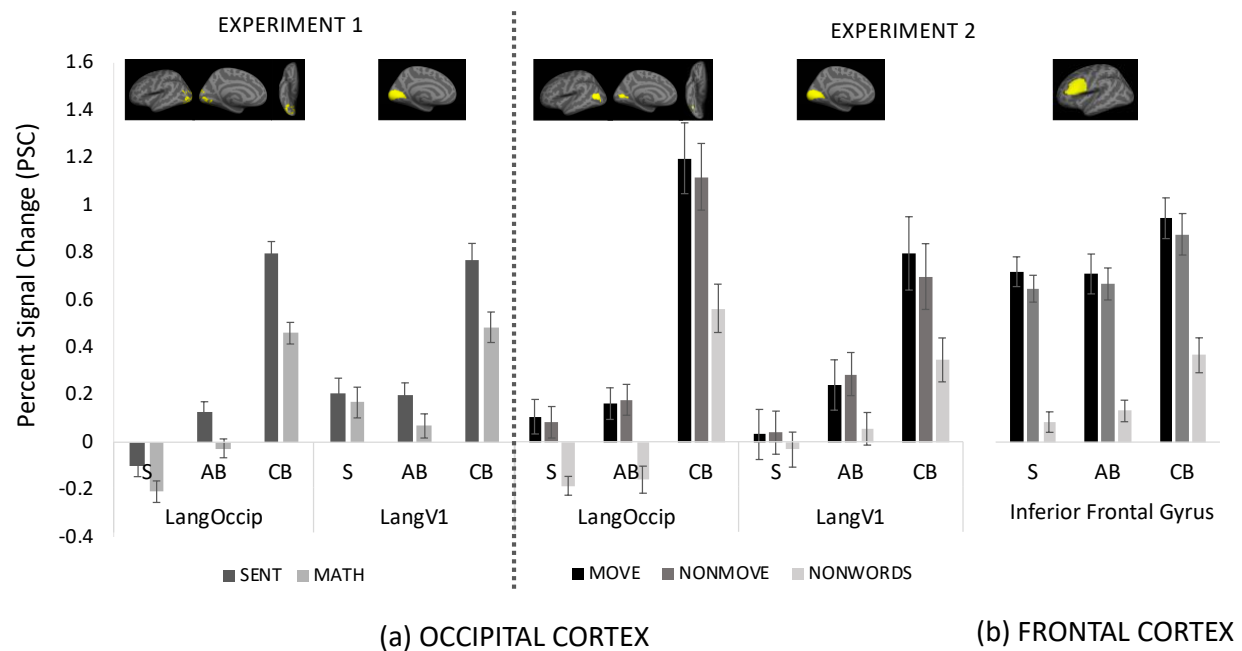 EXPERIMENT 1
EXPERIMENT 2
Percent Signal Change (PSC)
1.6
1.4
1.2
1
0.8
0.6
0.4
0.2
0
-0.2
-0.4
S AB CB S AB CB S AB CB S AB CB S AB CB
LangOccip LangV1 LangOccip LangV1 Inferior Frontal Gyrus
SENT MATH MOVE NONMOVE NONWORDS
(a) OCCIPITAL CORTEX (b) FRONTAL CORTEX